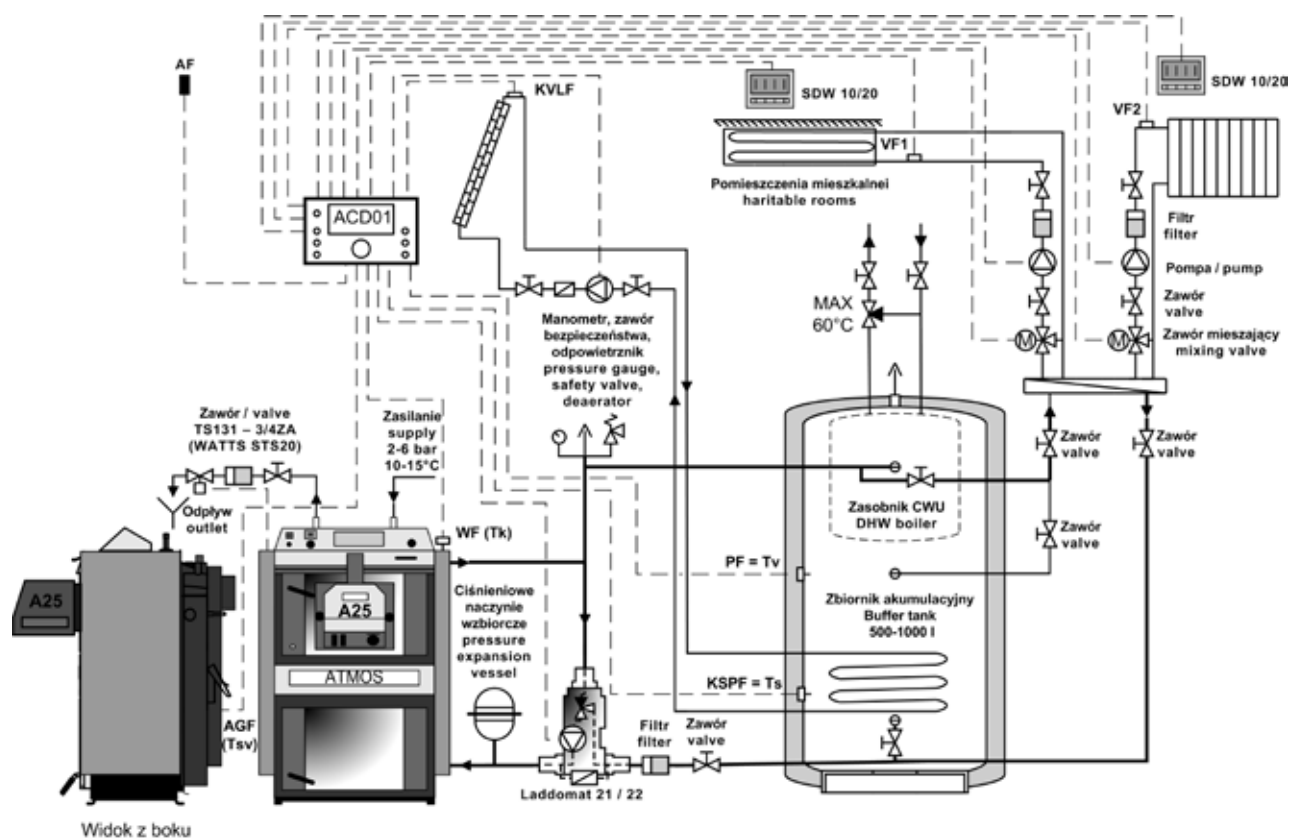 AF
KVLF
SDW 10/20
SDW 10/20
VF2
VF1
ACD01
Pomieszczenia mieszkalnei
haritable rooms
Filtr
filter
Pompa / pump
Zawór
valve
Zawór mieszający
mixing valve
MAX
60°C
Manometr, zawór
bezpieczeństwa,
odpowietrznik
pressure gauge,
safety valve,
deaerator
Zawór / valve
TS131 – 3/4ZA
(WATTS STS20)
Zasilanie
supply
2-6 bar
10-15°C
Odpływ
outlet
WF (Tk)
Zawór
valve
Zawór
valve
Zasobnik CWU
DHW boiler
Zawór
valve
PF = Tv
Zbiornik akumulacyjny
Buffer tank
500-1000 l
A25
A25
Ciśnieniowe
naczynie
wzbiorcze
pressure
expansion
vessel
ATMOS
KSPF = Ts
AGF
(Tsv)
Filtr
filter
Zawór
valve
Laddomat 21 / 22
Widok z boku
M
M